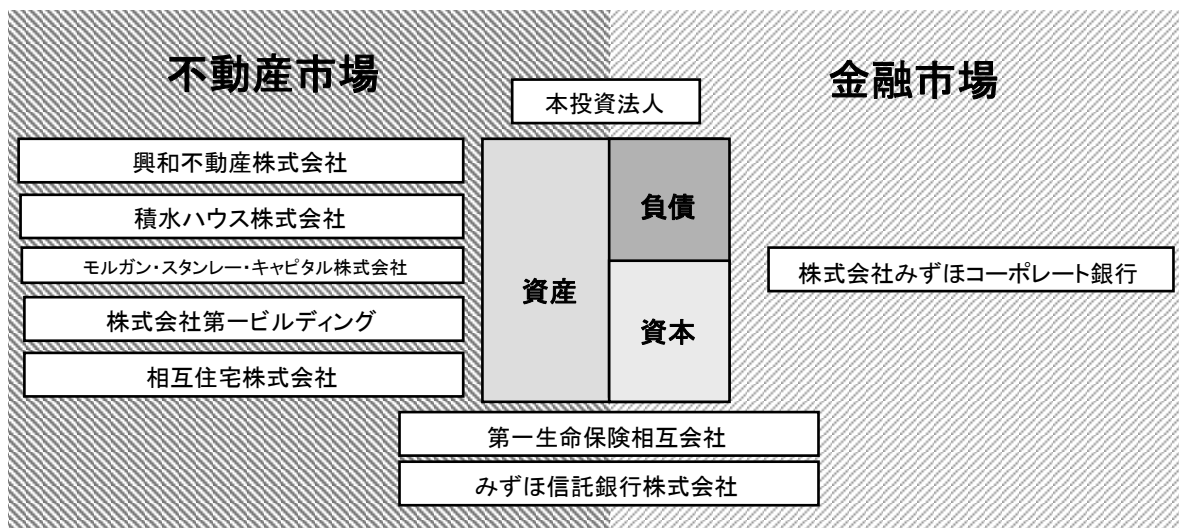 不動産市場
金融市場
本投資法人
興和不動産株式会社
積水ハウス株式会社
モルガン・スタンレー・キャピタル株式会社
株式会社第一ビルディング
相互住宅株式会社
資産
負債
資本
株式会社みずほコーポレート銀行
第一生命保険相互会社
みずほ信託銀行株式会社